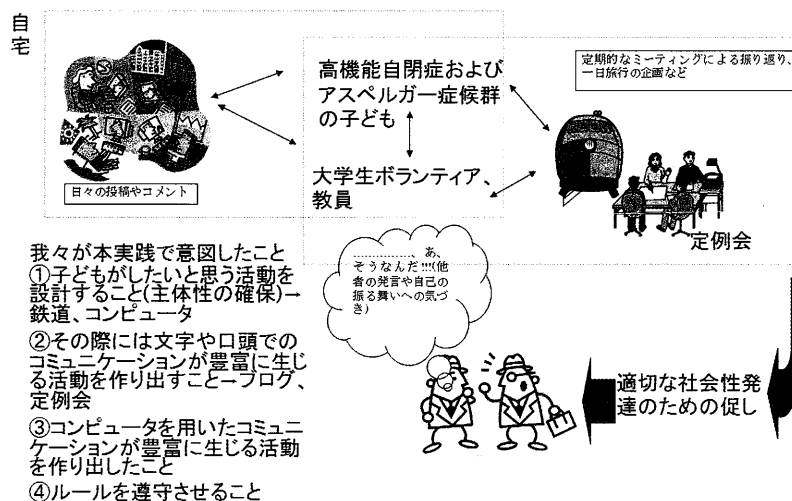 自宅
高機能自閉症および
アスペルガー症候群
の子ども
大学生ボランティア、
教員
定期的なミーティングによる振り返り、
一日旅行の企画など
日々の投稿やコメント
定例会
我々が本実践で意図したこと
①子どもがしたいと思う活動を
設計すること(主体性の確保)→
鉄道、コンピュータ
②その際には文字や口頭での
コミュニケーションが豊富に生じ
る活動を作り出すこと→ブログ、
定例会
③コンピュータを用いたコミュニ
ケーションが豊富に生じる活動
を作り出したこと
④ルールを遵守させること
……………、あ、
そうなんだ!!!(他
者の発言や自己の
振る舞いへの気づ
き)
適切な社会性発
達のための促し